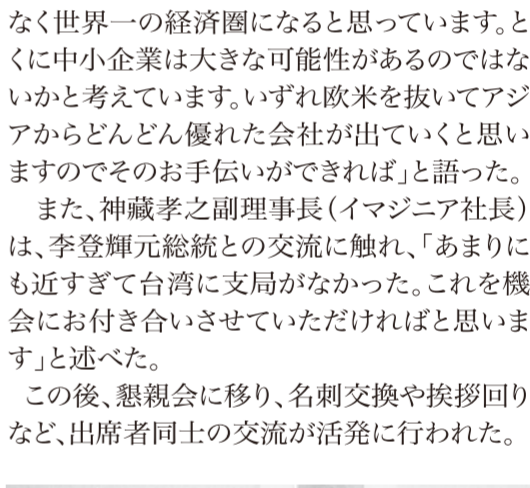 なく世界一の経済圏になると思っています。と
くに中小企業は大きな可能性があるのではな
いかと考えています。いずれ欧米を抜いてアジ
アからどんどん優れた会社が出ていくと思い
ますのでそのお手伝いができれば」と語った。
また、神藏孝之副理事長(イマジニア社長)
は、李登輝元総統との交流に触れ、「あまりに
も近すぎて台湾に支局がなかった。これを機
会にお付き合いさせていただければと思いま
す」と述べた。
この後、懇親会に移り、名刺交換や挨拶回り
など、出席者同士の交流が活発に行われた。